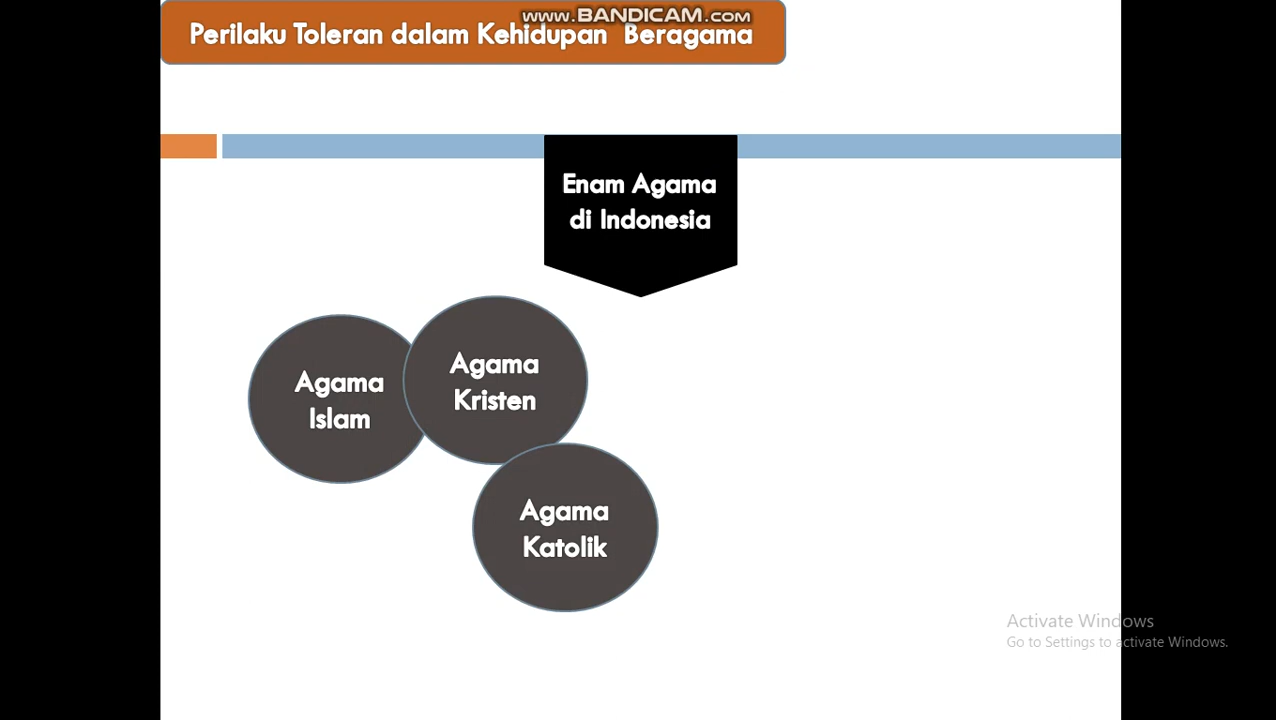 www.BANDICAM.com
Perilaku Toleran dalam Kehidupan Beragama
Enam Agama
di Indonesia
Agama
Islam
Agama
Kristen
Agama
Katolik
Activate Windows
Go to Settings to activate Windows.